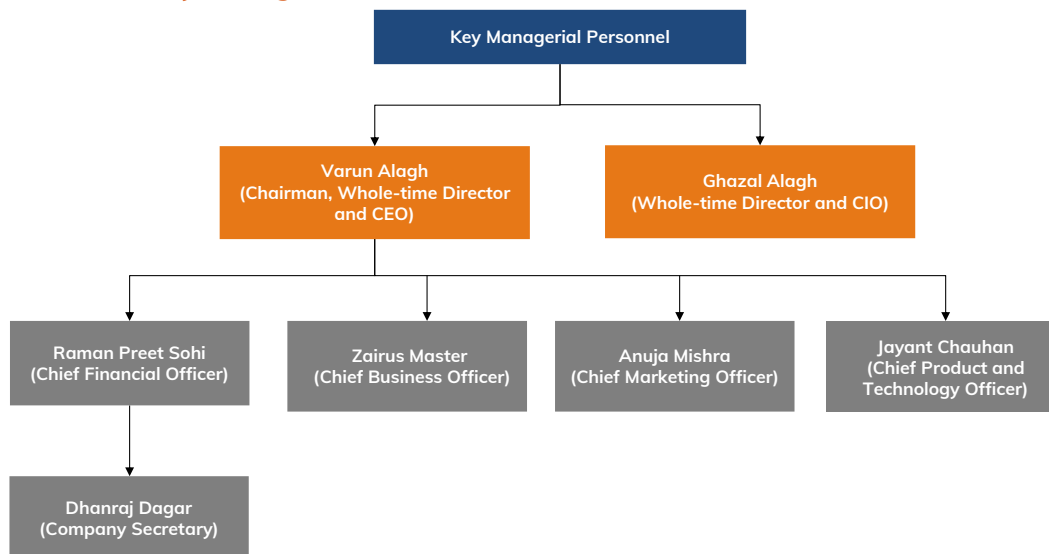 Key Managerial Personnel
Varun Alagh
(Chairman, Whole-time Director
and CEO)
Ghazal Alagh
(Whole-time Director and CIO)
Raman Preet Sohi
(Chief Financial Officer)
Zairus Master
(Chief Business Officer)
Anuja Mishra
(Chief Marketing Officer)
Jayant Chauhan
(Chief Product and
Technology Officer)
Dhanraj Dagar
(Company Secretary)